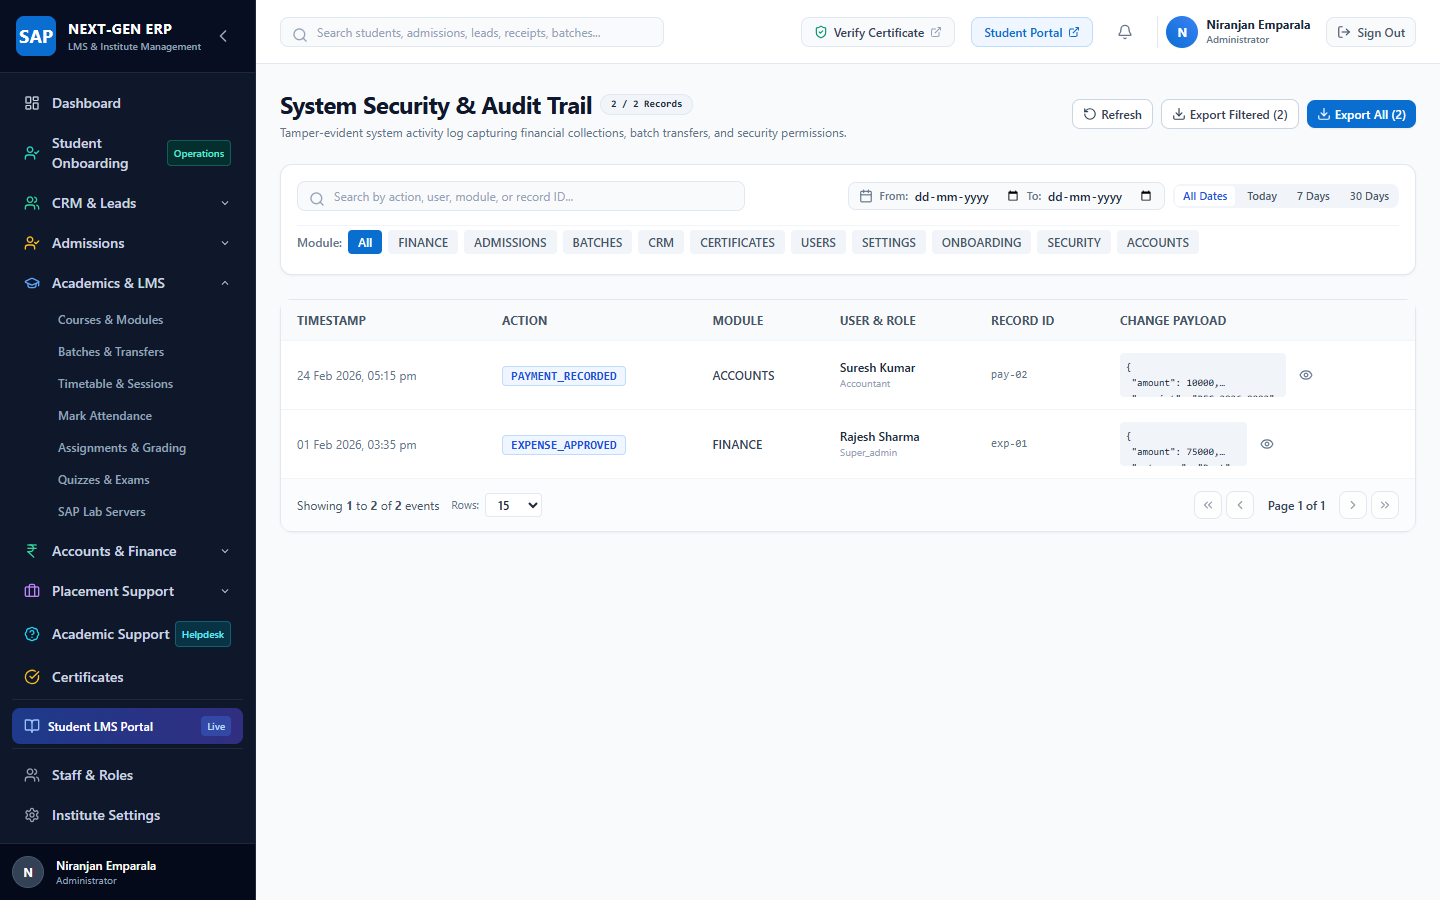 SAP
NEXT-GEN ERP
LMS & Institute Management
Dashboard
Student Onboarding
Operations
CRM & Leads
Admissions
Academics & LMS
Courses & Modules
Batches & Transfers
Timetable & Sessions
Mark Attendance
Assignments & Grading
Quizzes & Exams
SAP Lab Servers
Accounts & Finance
Placement Support
Academic Support
Helpdesk
Certificates
Student LMS Portal
Live
Staff & Roles
Institute Settings
N
Niranjan Emparala
Administrator
Search students, admissions, leads, receipts, batches...
Verify Certificate
Student Portal
N
Niranjan Emparala
Administrator
Sign Out
System Security & Audit Trail
2 / 2 Records
Tamper-evident system activity log capturing financial collections, batch transfers, and security permissions.
Refresh
Export Filtered (2)
Export All (2)
Search by action, user, module, or record ID...
From: dd-mm-yyyy
To: dd-mm-yyyy
All Dates
Today
7 Days
30 Days
Module:
All
FINANCE
ADMISSIONS
BATCHES
CRM
CERTIFICATES
USERS
SETTINGS
ONBOARDING
SECURITY
ACCOUNTS
TIMESTAMP ACTION MODULE USER & ROLE RECORD ID CHANGE PAYLOAD
24 Feb 2026, 05:15 pm
PAYMENT_RECORDED
ACCOUNTS
Suresh Kumar
Accountant
pay-02
{
"amount": 10000,…
01 Feb 2026, 03:35 pm
EXPENSE_APPROVED
FINANCE
Rajesh Sharma
Super_admin
exp-01
{
"amount": 75000,…
Showing 1 to 2 of 2 events
Rows: 15
Page 1 of 1